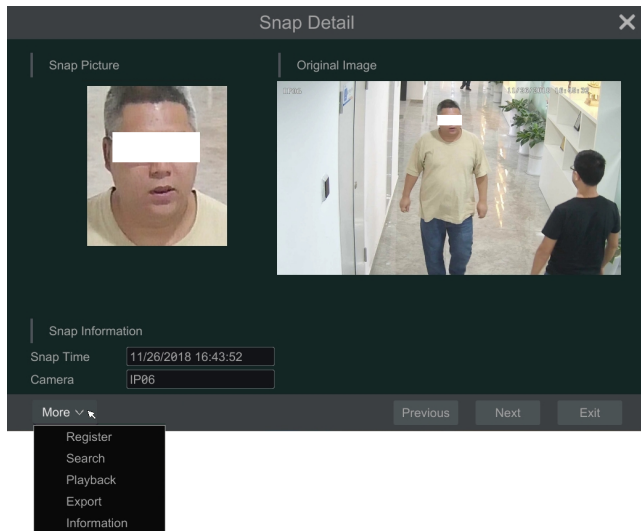 Snap Detail
Snap Picture
Original Image
IP06
Snap Information
Snap Time 11/26/2018 16:43:52
Camera IP06
More
Previous Next Exit
Register
Search
Playback
Export
Information